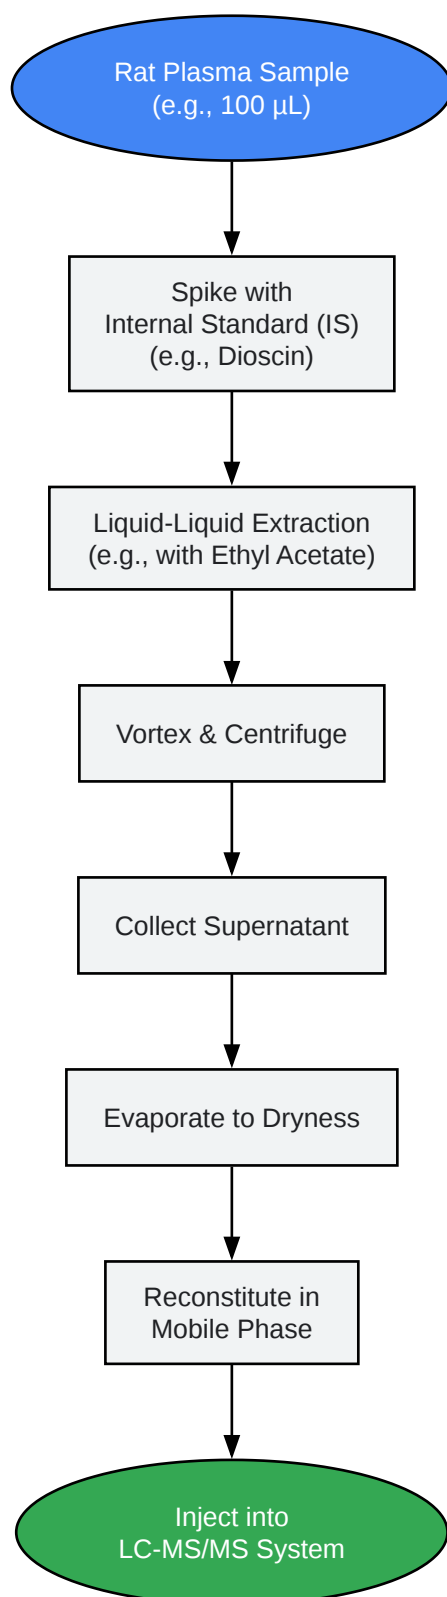 Rat Plasma Sample
(e.g., 100 µL)
Spike with
Internal Standard (IS)
(e.g., Dioscin)
Liquid-Liquid Extraction
(e.g., with Ethyl Acetate)
Vortex & Centrifuge
Collect Supernatant
Evaporate to Dryness
Reconstitute in
Mobile Phase
Inject into
LC-MS/MS System